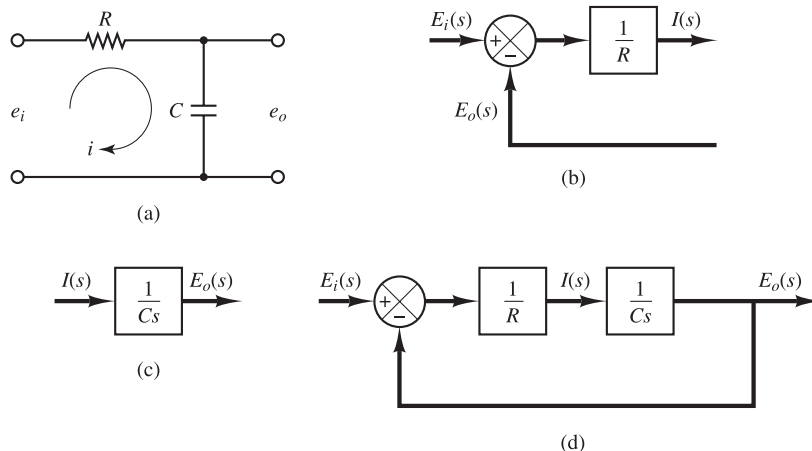 R
e_i
C
e_o
i
(a)
E_i(s)
+
−
1/R
I(s)
E_o(s)
(b)
I(s)
1/Cs
E_o(s)
(c)
E_i(s)
+
−
1/R
I(s)
1/Cs
E_o(s)
(d)